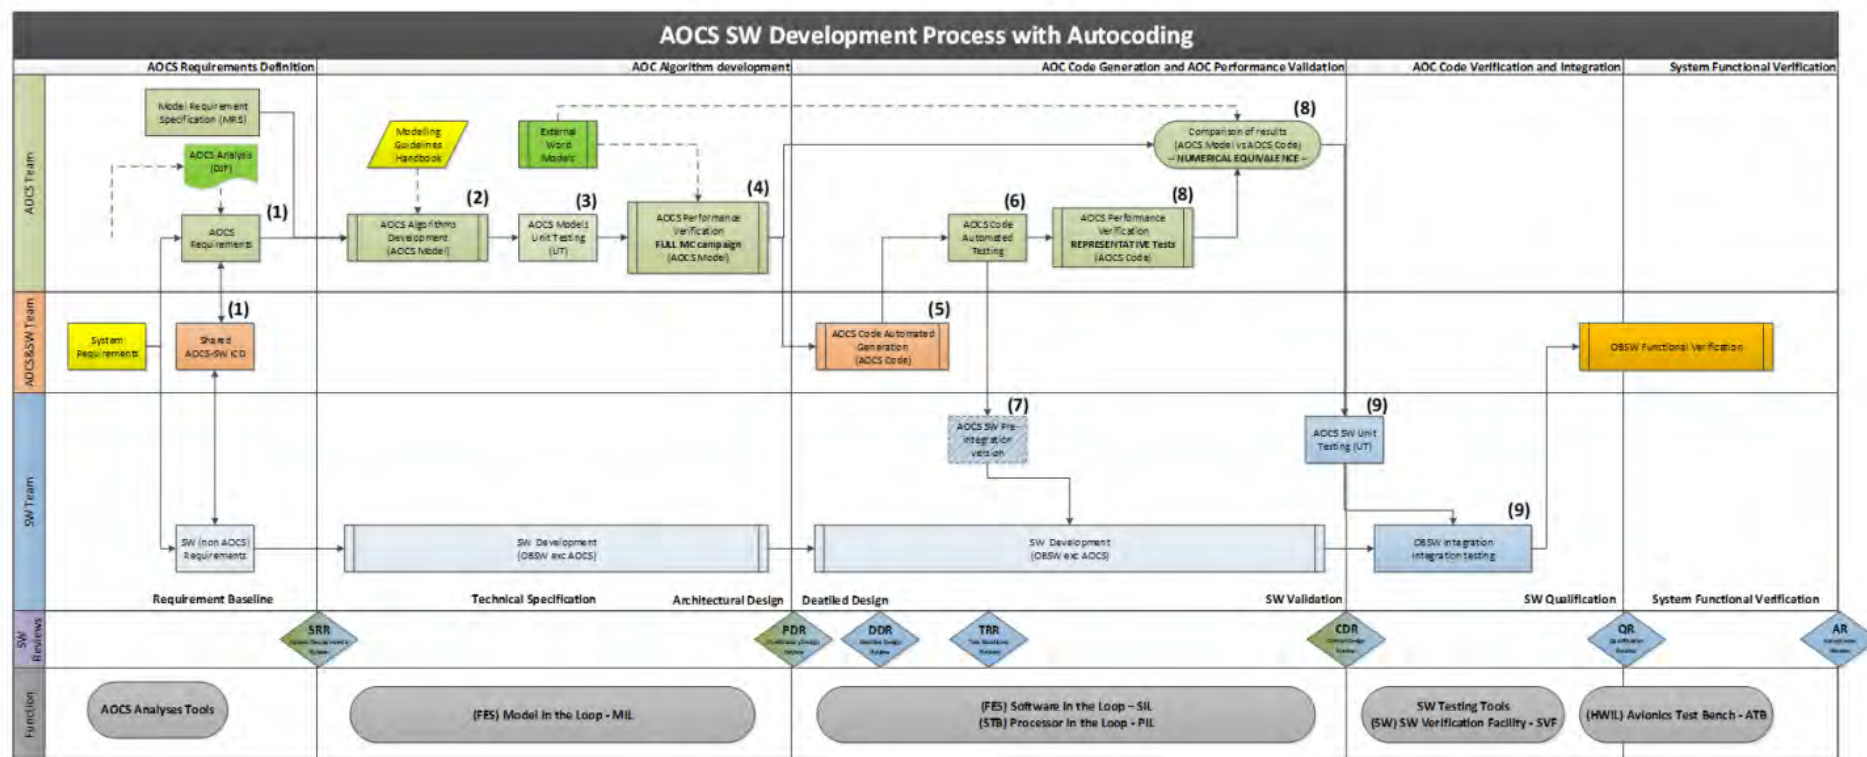 AOCS SW Development Process with Autocoding
AOCS Requirements Definition
AOC Algorithm development
AOC Code Generation and AOC Performance Validation
AOC Code Verification and Integration
System Functional Verification
AOCS Team
Model Requirement
Specification (MRS)
AOCS Analysis
(DJF)
(1)
AOCS
Requirements
Modelling
Guidelines
Handbook
(2)
AOCS Algorithms
Development
(AOCS Model)
External
Word
Models
(3)
AOCS Models
Unit Testing
(UT)
(4)
AOCS Performance
Verification
FULL MC campaign
(AOCS Model)
(6)
AOCS Code
Automated
Testing
(8)
AOCS Performance
Verification
REPRESENTATIVE Tests
(AOCS Code)
(8)
Comparison of results
(AOCS Model vs AOCS Code)
– NUMERICAL EQUIVALENCE –
AOCS&SW Team
System
Requirements
(1)
Shared
AOCS-SW ICD
(5)
AOCS Code Automated
Generation
(AOCS Code)
OBSW Functional Verification
SW Team
(7)
AOCS SW Pre-
integration
version
(9)
AOCS SW Unit
Testing (UT)
SW (non AOCS)
Requirements
SW Development
(OBSW exc AOCS)
SW Development
(OBSW exc AOCS)
(9)
OBSW Integration
Integration testing
Requirement Baseline
Technical Specification
Architectural Design
Deatiled Design
SW Validation
SW Qualification
System Functional Verification
SW
Reviews
SRR
PDR
DDR
TRR
CDR
QR
AR
Function
AOCS Analyses Tools
(FES) Model In the Loop - MIL
(FES) Software In the Loop – SIL
(STB) Processor In the Loop - PIL
SW Testing Tools
(SW) SW Verification Facility - SVF
(HWIL) Avionics Test Bench - ATB